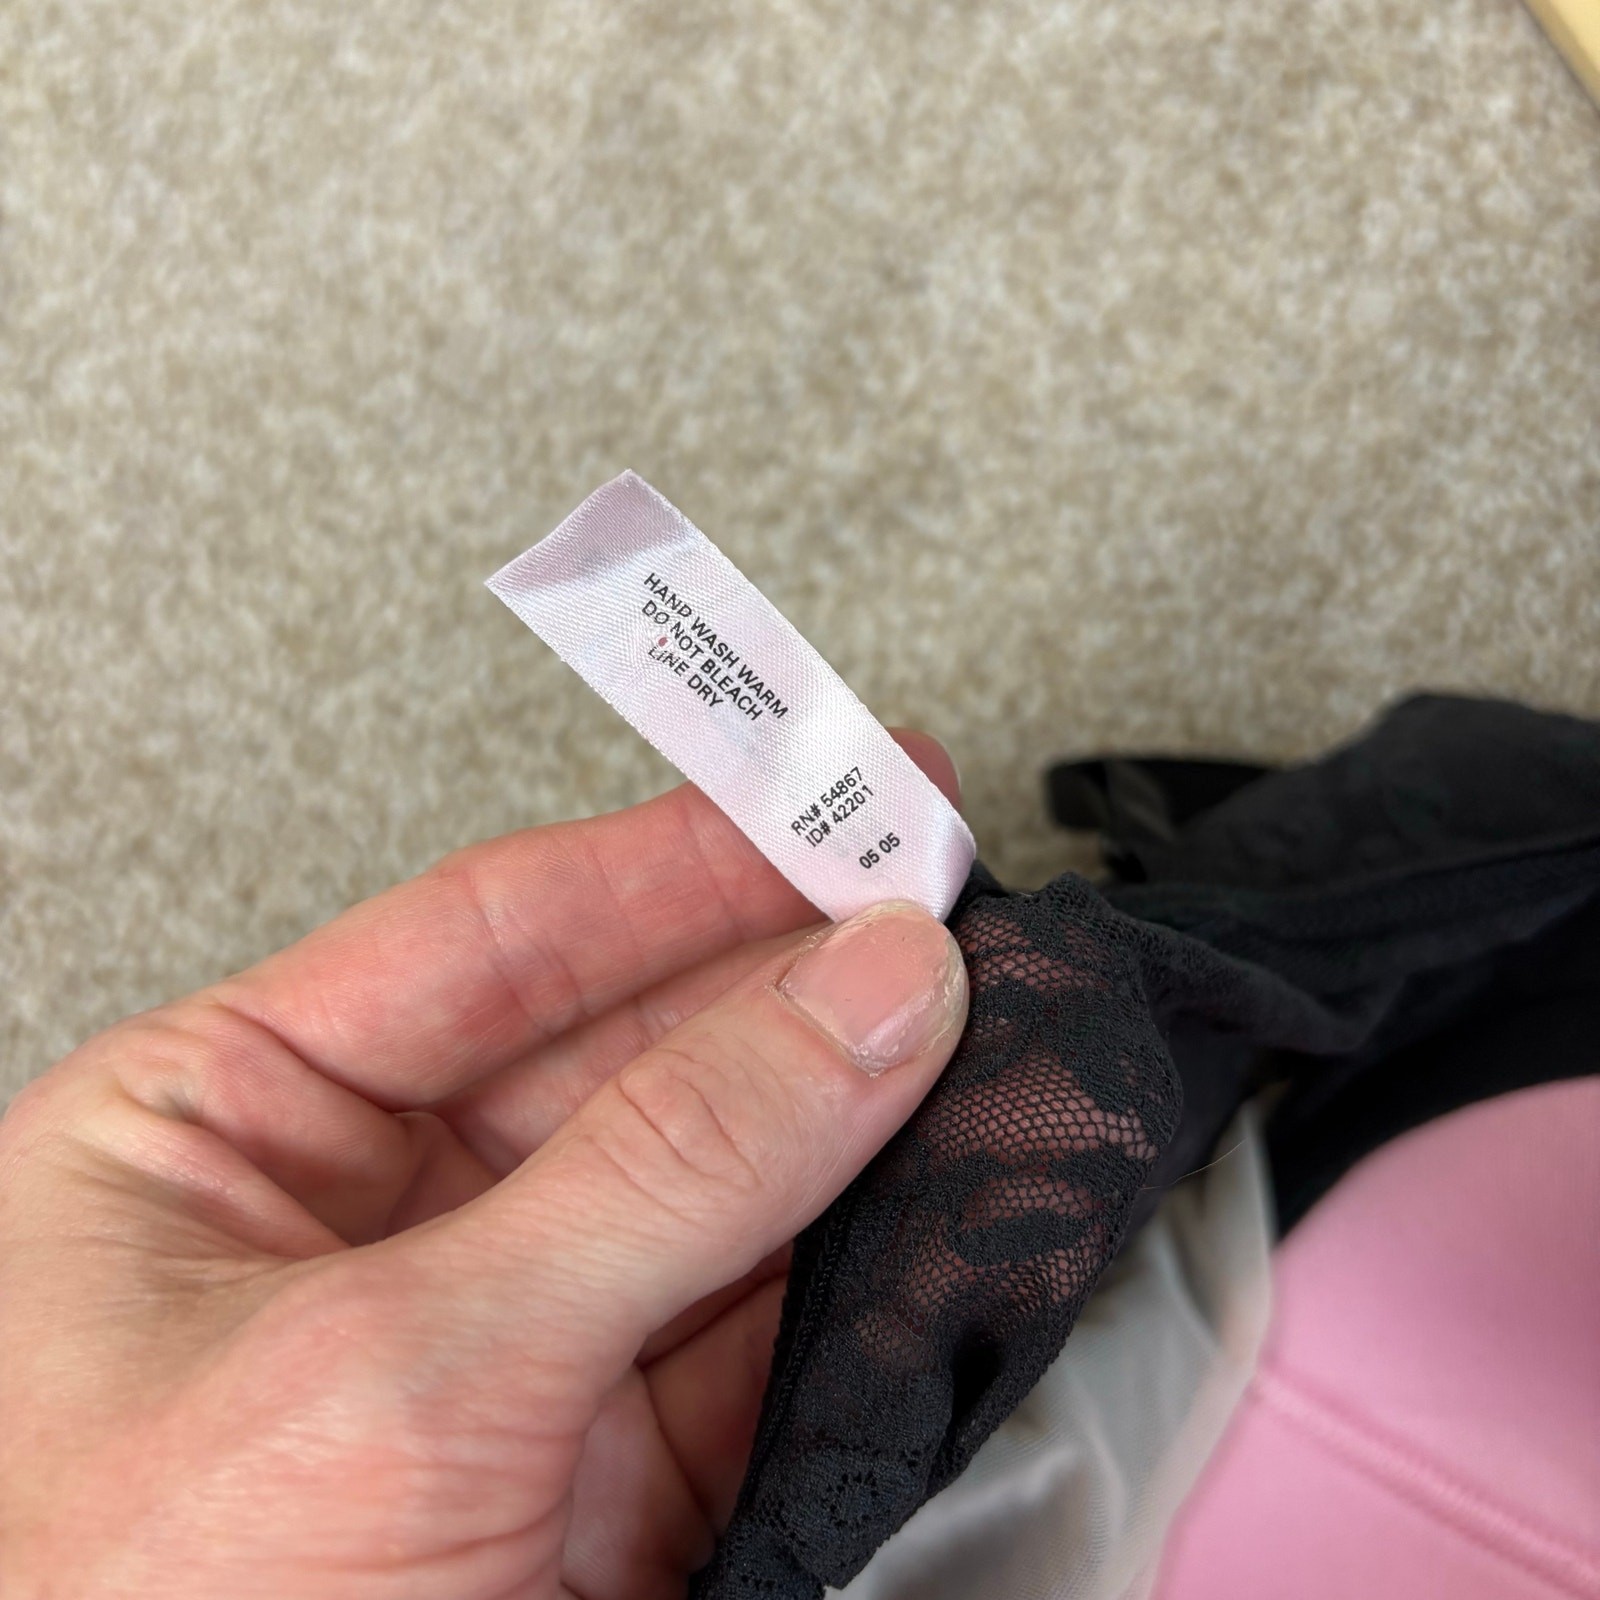 HAND WASH WARM
DO NOT BLEACH
LINE DRY
RN# 54867
ID# 42201
05 05